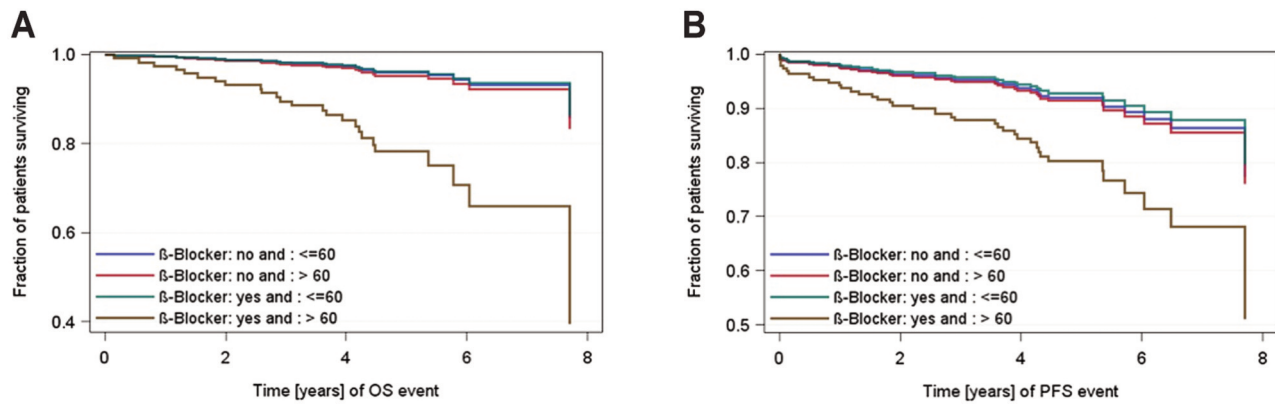 A
1.0
0.8
0.6
0.4
Fraction of patients surviving
ß-Blocker: no and : <=60
ß-Blocker: no and : > 60
ß-Blocker: yes and : <=60
ß-Blocker: yes and : > 60
0 2 4 6 8
Time [years] of OS event
B
1.0
0.9
0.8
0.7
0.6
0.5
Fraction of patients surviving
ß-Blocker: no and : <=60
ß-Blocker: no and : > 60
ß-Blocker: yes and : <=60
ß-Blocker: yes and : > 60
0 2 4 6 8
Time [years] of PFS event